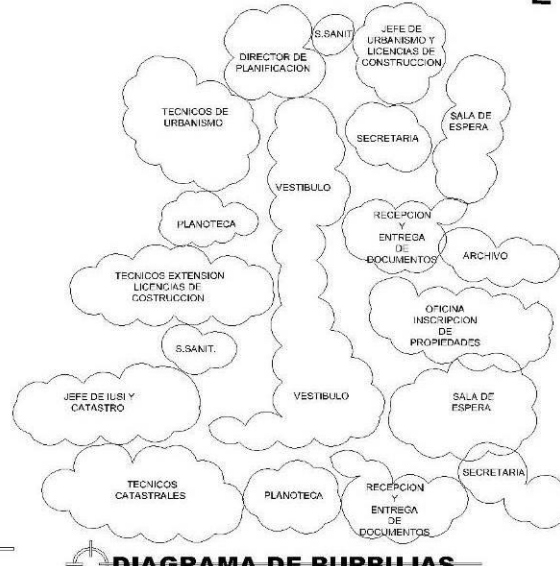 S.SANIT
JEFE DE
URBANISMO Y
LICENCIAS DE
CONSTRUCCION
DIRECTOR DE
PLANIFICACION
TECNICOS DE
URBANISMO
SALA DE
ESPERA
SECRETARIA
VESTIBULO
PLANOTECA
RECEPCION
Y
ENTREGA
DE
DOCUMENTOS
ARCHIVO
TECNICOS EXTENSION
LICENCIAS DE
COSTRUCCION
OFICINA
INSCRIPCION
DE
PROPIEDADES
S.SANIT.
JEFE DE IUSI Y
CATASTRO
VESTIBULO
SALA DE
ESPERA
TECNICOS
CATASTRALES
PLANOTECA
RECEPCION
Y
ENTREGA
DE
DOCUMENTOS
SECRETARIA
DIAGRAMA DE BURBUJAS